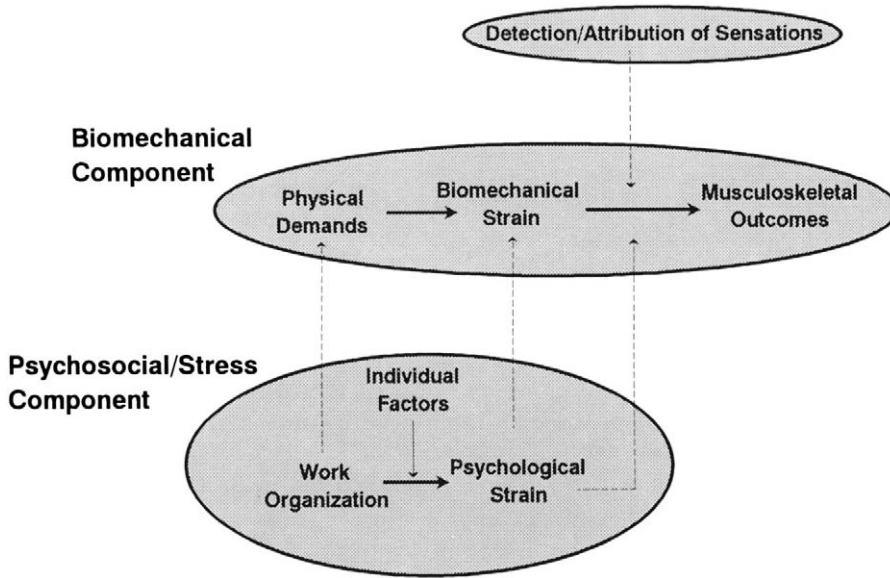 Detection/Attribution of Sensations
Biomechanical
Component
Physical
Demands
Biomechanical
Strain
Musculoskeletal
Outcomes
Psychosocial/Stress
Component
Individual
Factors
Work
Organization
Psychological
Strain